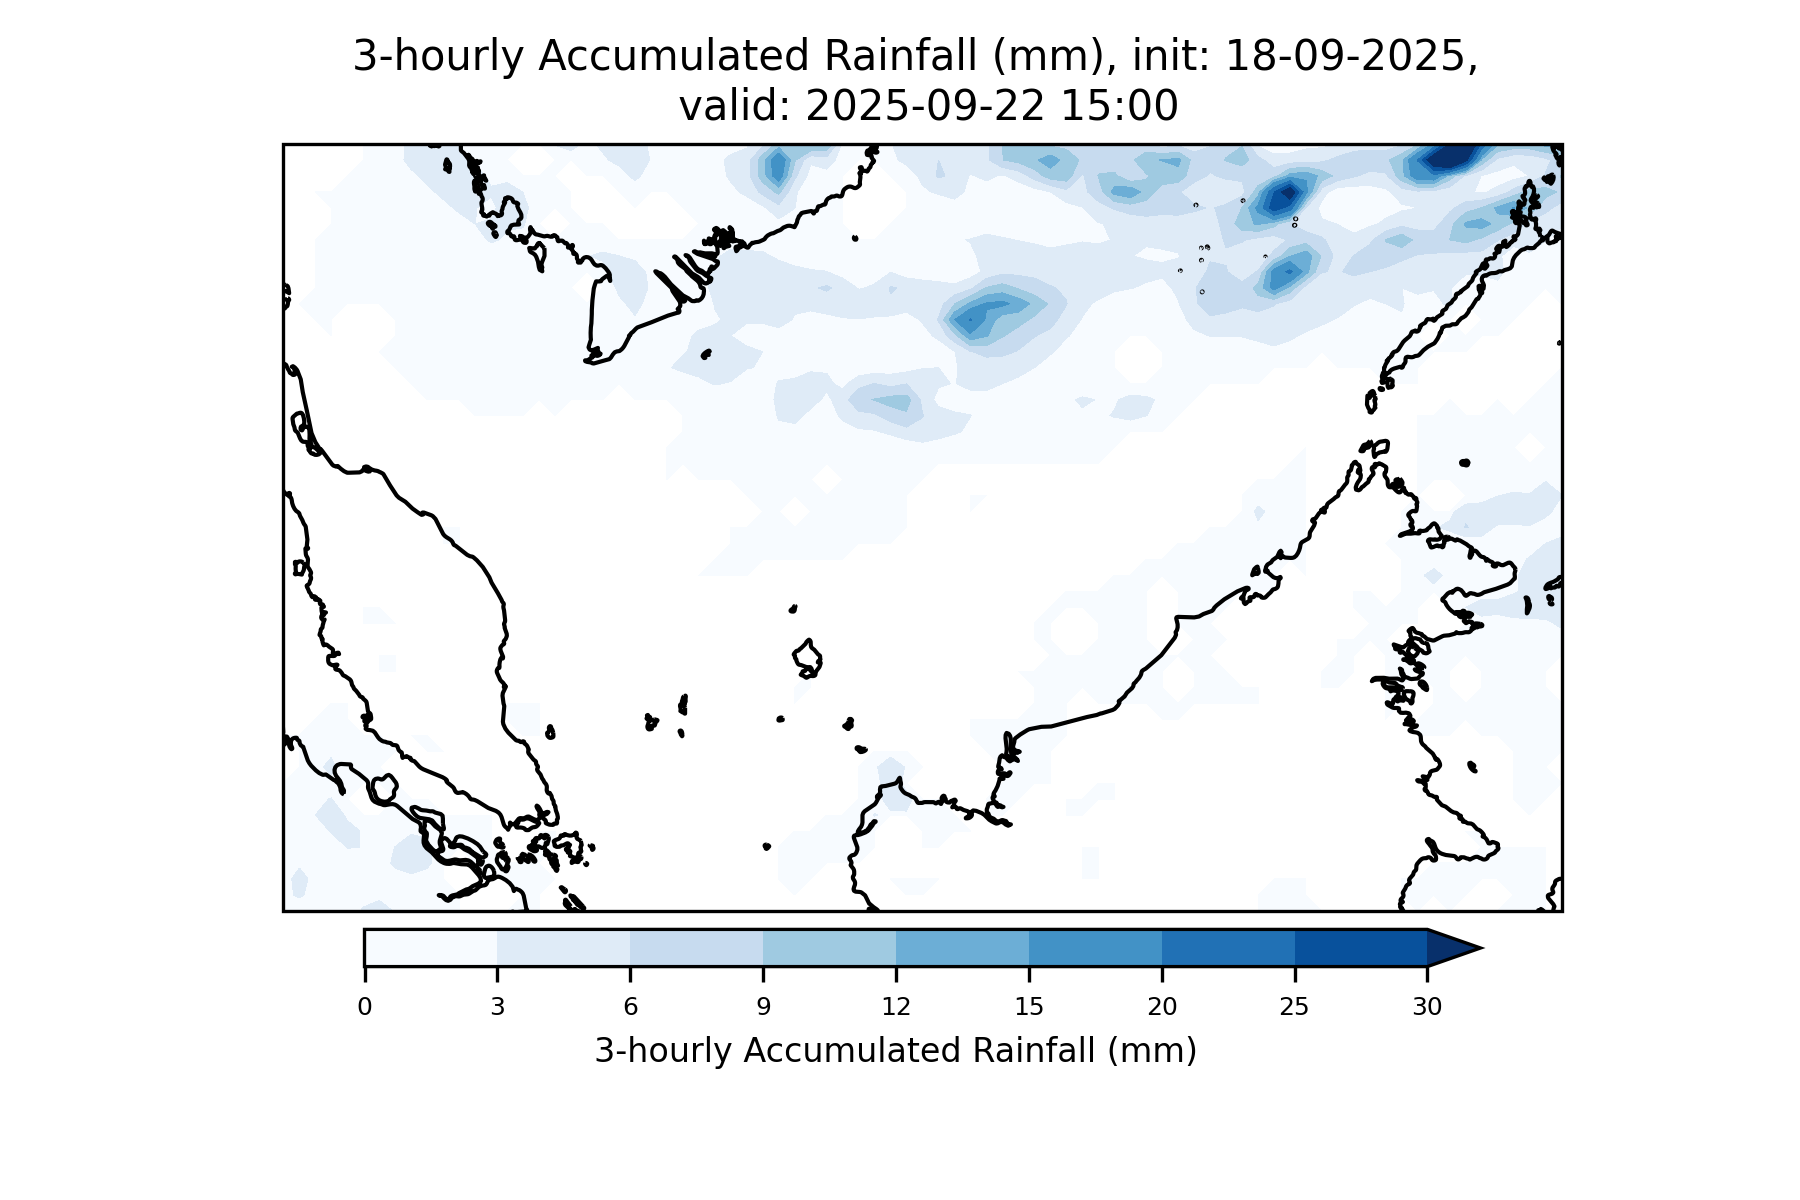 3-hourly Accumulated Rainfall (mm), init: 18-09-2025,
valid: 2025-09-22 15:00
0 3 6 9 12 15 20 25 30
3-hourly Accumulated Rainfall (mm)